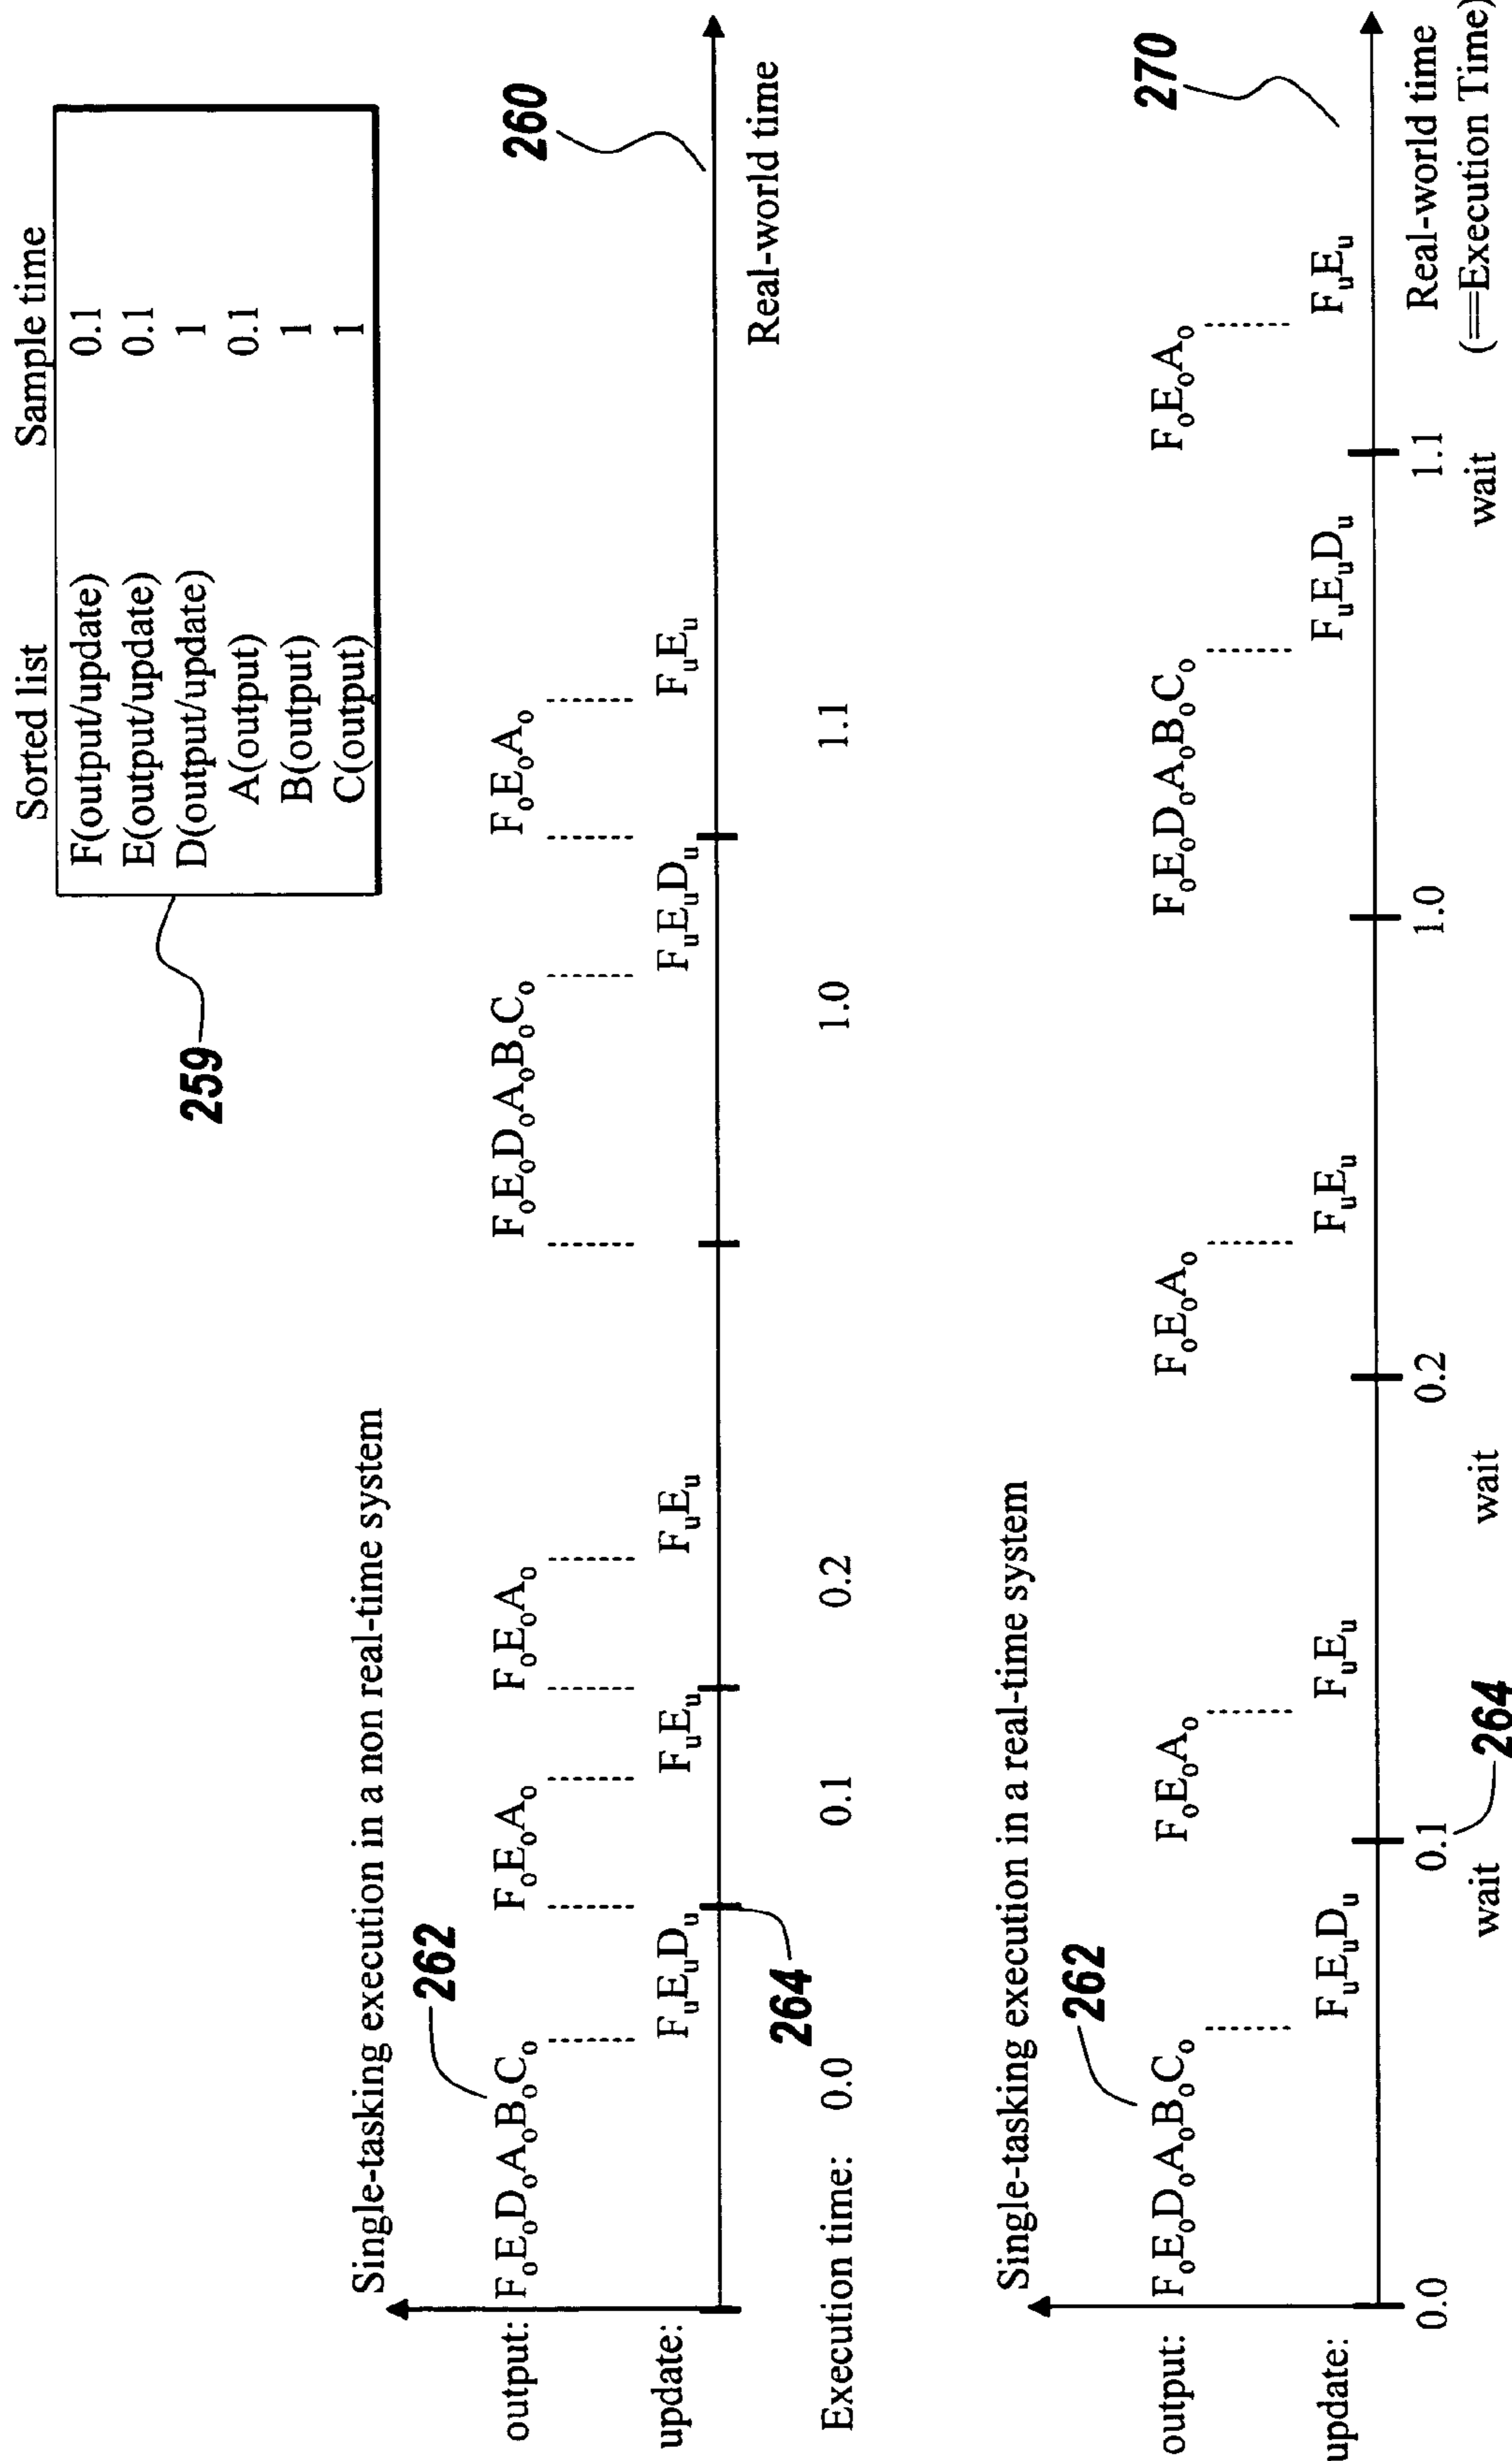 Sorted list Sample time
F(output/update) 0.1
E(output/update) 0.1
D(output/update) 1
A(output) 0.1
B(output) 1
C(output) 1
259
Single-tasking execution in a non real-time system
262
260
output: FₒEₒDₒAₒBₒCₒ FₒEₒAₒ FₒEₒAₒ FₒEₒDₒAₒBₒCₒ FₒEₒAₒ
update: FᵤEᵤDᵤ FᵤEᵤ FᵤEᵤ FᵤEᵤDᵤ FᵤEᵤ
Real-world time
264
Execution time: 0.0 0.1 0.2 1.0 1.1
Single-tasking execution in a real-time system
262
270
output: FₒEₒDₒAₒBₒCₒ FₒEₒAₒ FₒEₒAₒ FₒEₒDₒAₒBₒCₒ FₒEₒAₒ
update: FᵤEᵤDᵤ FᵤEᵤ FᵤEᵤ FᵤEᵤDᵤ FᵤEᵤ
0.0 0.1 0.2 1.0 1.1 Real-world time
wait 264 wait wait (==Execution Time)